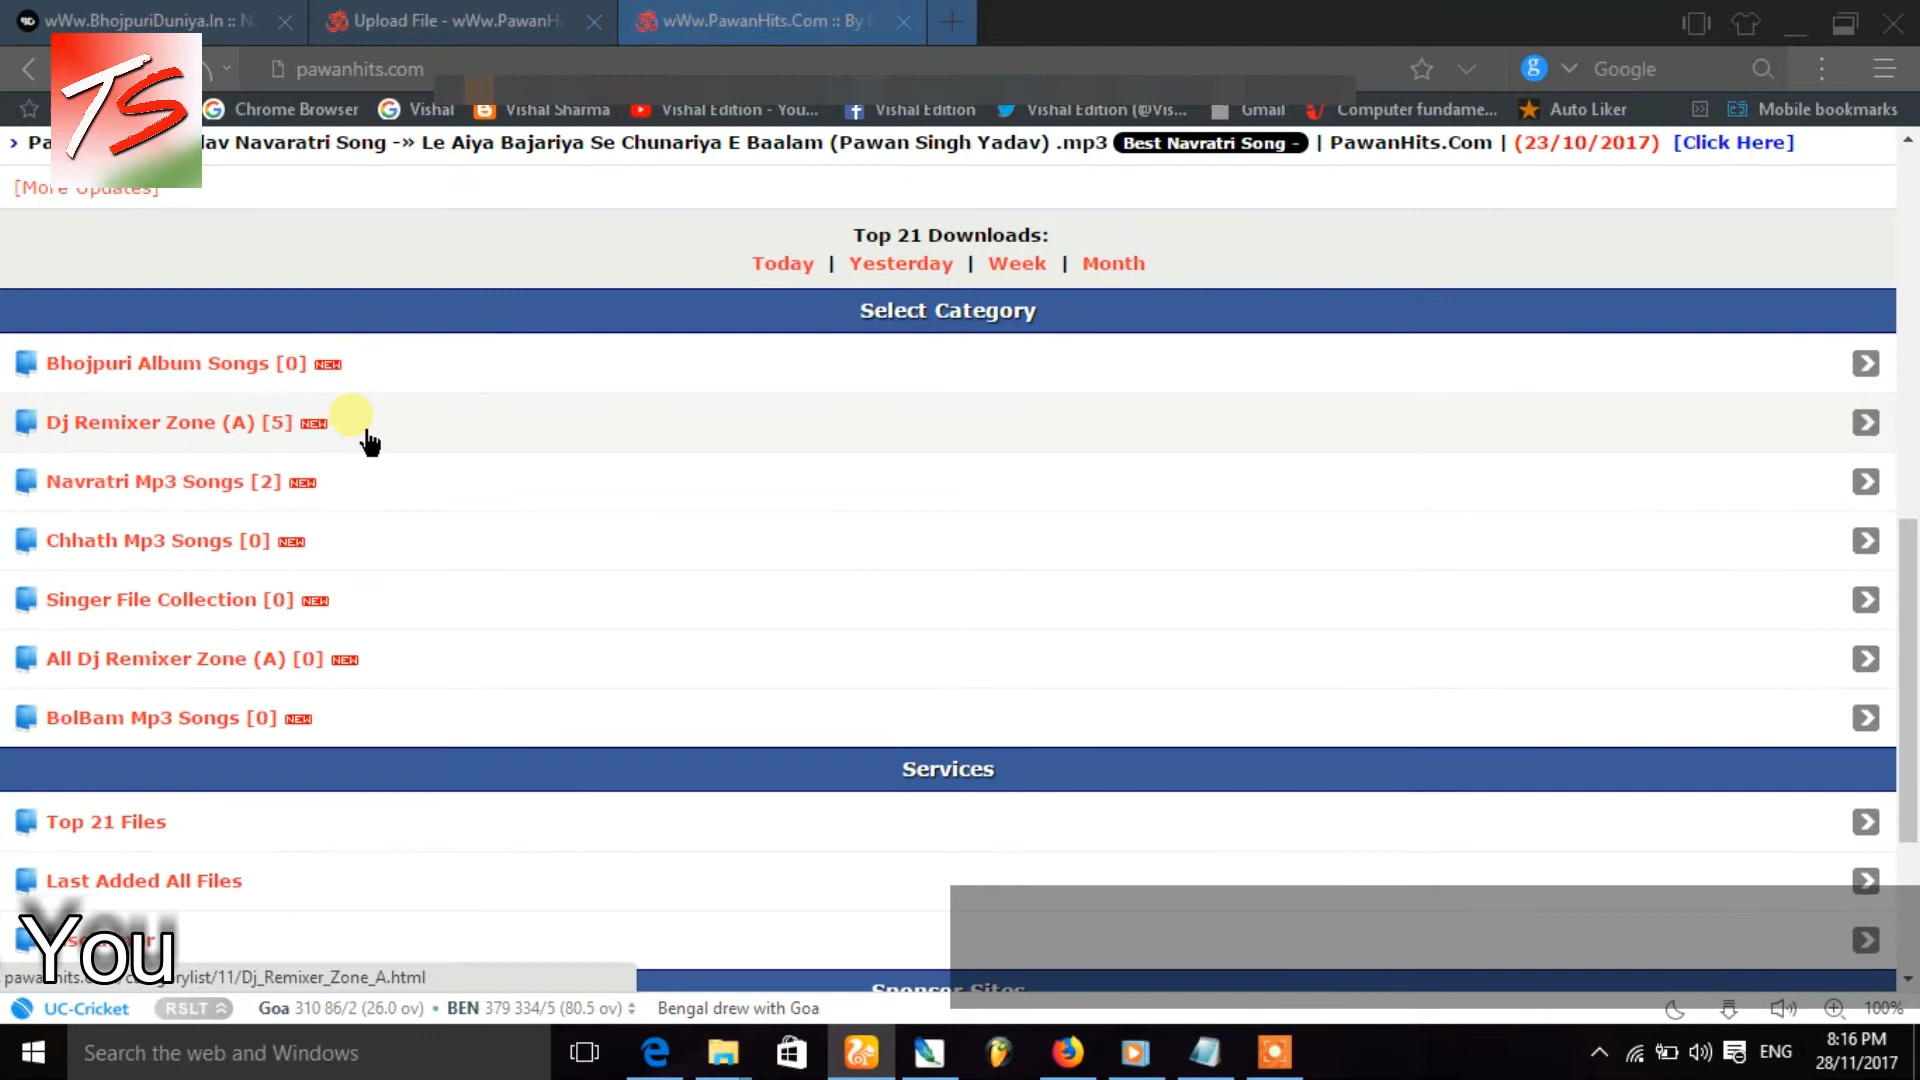 wWw.BhojpuriDuniya.In :: N
Upload File - wWw.PawanH
wWw.PawanHits.Com :: By
pawanhits.com
Google
Chrome Browser
Vishal
Vishal Sharma
Vishal Edition - You...
Vishal Edition
Vishal Edition (@Vis...
Gmail
Computer fundame...
Auto Liker
Mobile bookmarks
TS
Pa lav Navaratri Song -» Le Aiya Bajariya Se Chunariya E Baalam (Pawan Singh Yadav) .mp3 Best Navratri Song - | PawanHits.Com | (23/10/2017) [Click Here]
[More Updates]
Top 21 Downloads:
Today | Yesterday | Week | Month
Select Category
Bhojpuri Album Songs [0] NEW
Dj Remixer Zone (A) [5] NEW
Navratri Mp3 Songs [2] NEW
Chhath Mp3 Songs [0] NEW
Singer File Collection [0] NEW
All Dj Remixer Zone (A) [0] NEW
BolBam Mp3 Songs [0] NEW
Services
Top 21 Files
Last Added All Files
You
Sponsor Sites
UC-Cricket RSLT Goa 310 86/2 (26.0 ov) • BEN 379 334/5 (80.5 ov) Bengal drew with Goa
100%
Search the web and Windows
ENG
8:16 PM
28/11/2017